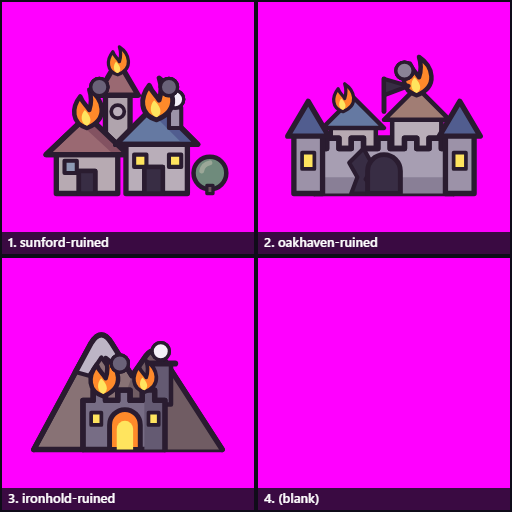 1. sunford-ruined
2. oakhaven-ruined
3. ironhold-ruined
4. (blank)